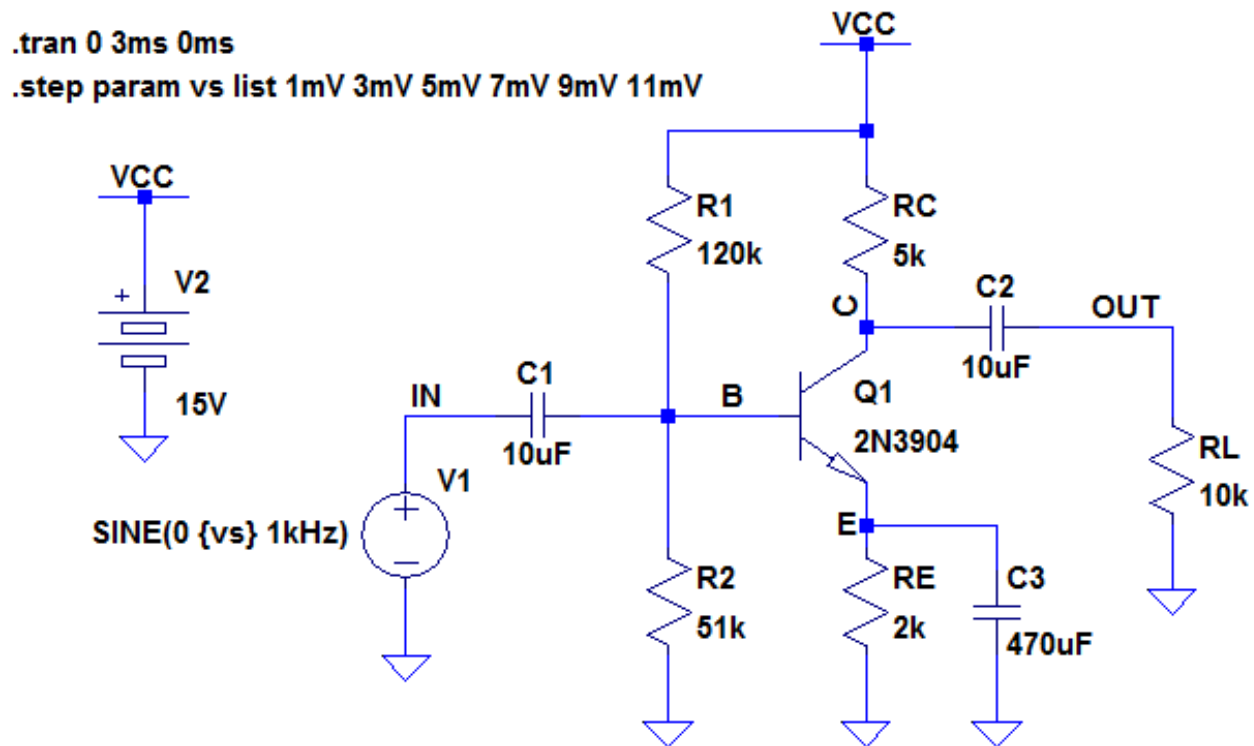 .tran 0 3ms 0ms
.step param vs list 1mV 3mV 5mV 7mV 9mV 11mV
VCC
VCC
+
V2
15V
R1
120k
RC
5k
C
C2
10uF
OUT
IN
C1
10uF
B
Q1
2N3904
V1
+
−
SINE(0 {vs} 1kHz)
R2
51k
E
RE
2k
C3
470uF
RL
10k